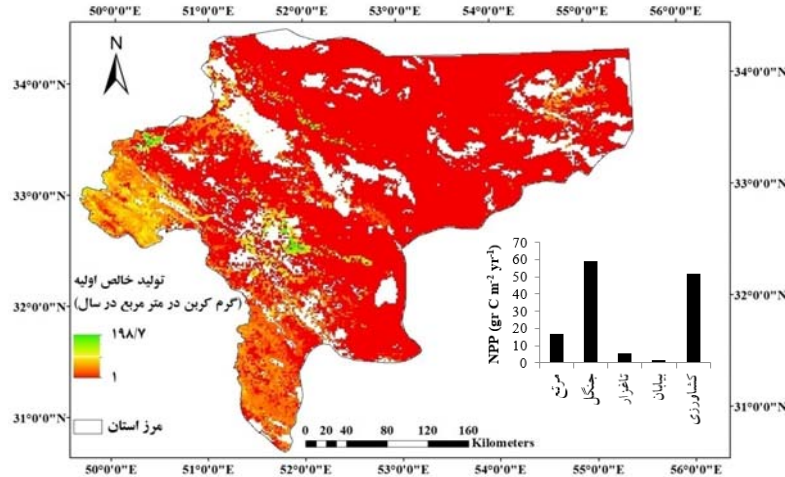 50°0'0"E 51°0'0"E 52°0'0"E 53°0'0"E 54°0'0"E 55°0'0"E 56°0'0"E
N
34°0'0"N 34°0'0"N
33°0'0"N 33°0'0"N
32°0'0"N 32°0'0"N
31°0'0"N 31°0'0"N
تولید خالص اولیه
(گرم کربن در متر مربع در سال)
۱۹۸/۷
۱
مرز استان
NPP (gr C m⁻² yr⁻¹)
70
60
50
40
30
20
10
0
مرتع جنگل تاغزار بیابان کشاورزی
0 20 40 80 120 160
Kilometers
50°0'0"E 51°0'0"E 52°0'0"E 53°0'0"E 54°0'0"E 55°0'0"E 56°0'0"E